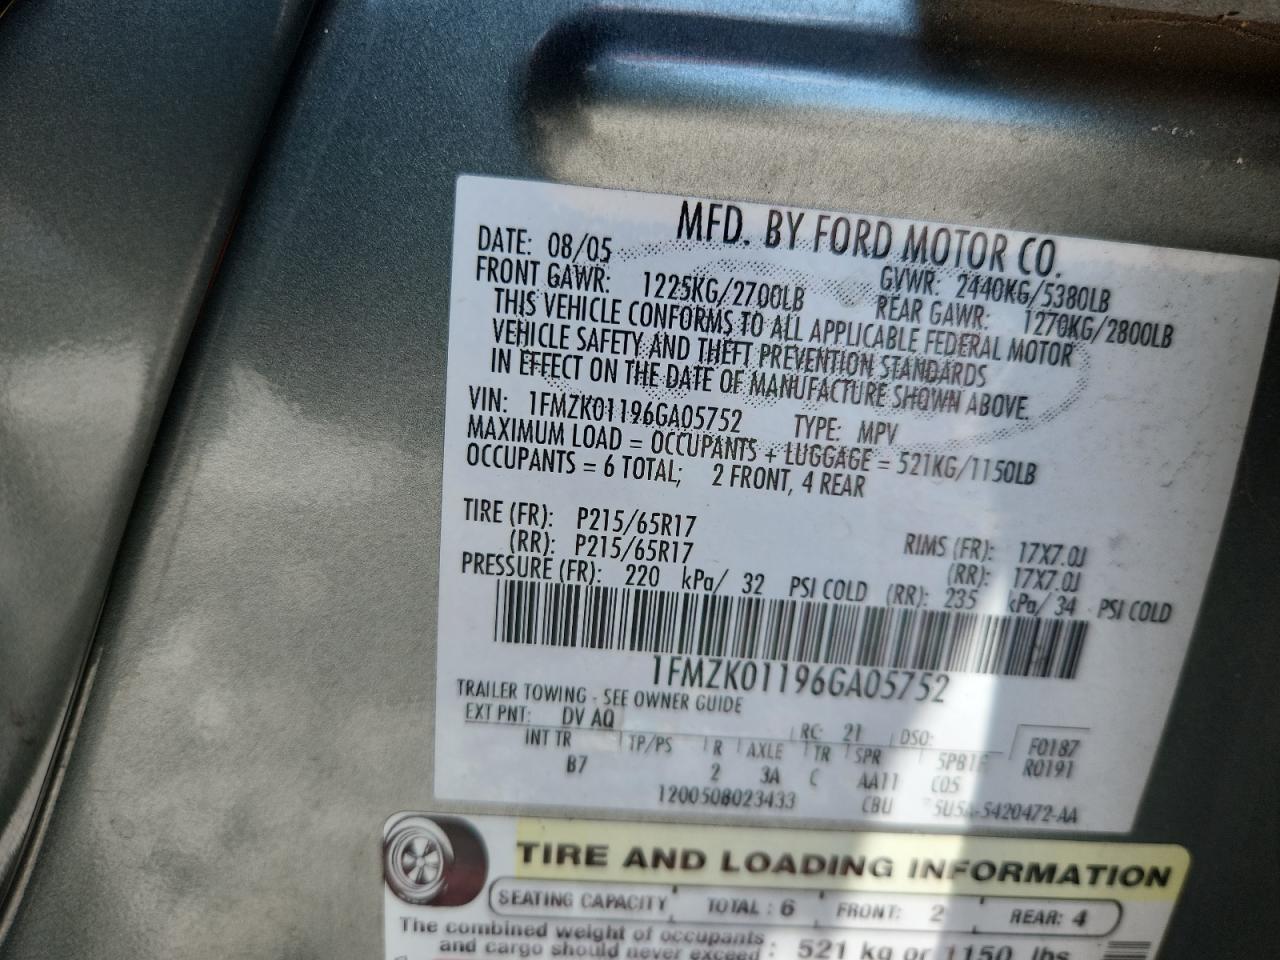 MFD. BY FORD MOTOR CO.
DATE: 08/05 GVWR: 2440KG/5380LB
FRONT GAWR: 1225KG/2700LB REAR GAWR: 1270KG/2800LB
THIS VEHICLE CONFORMS TO ALL APPLICABLE FEDERAL MOTOR
VEHICLE SAFETY AND THEFT PREVENTION STANDARDS
IN EFFECT ON THE DATE OF MANUFACTURE SHOWN ABOVE.
VIN: 1FMZK01196GA05752 TYPE: MPV
MAXIMUM LOAD = OCCUPANTS + LUGGAGE = 521KG/1150LB
OCCUPANTS = 6 TOTAL; 2 FRONT, 4 REAR
TIRE (FR): P215/65R17 RIMS (FR): 17X7.0J
(RR): P215/65R17 (RR): 17X7.0J
PRESSURE (FR): 220 kPa/ 32 PSI COLD (RR): 235 kPa/ 34 PSI COLD
1FMZK01196GA05752
TRAILER TOWING - SEE OWNER GUIDE
EXT PNT: DV AQ RC: 21 DSO: F0187
INT TR TP/PS R AXLE TR SPR R0191
B7 2 3A C AA11 C05
1200508023433 CBU 5420472-AA
TIRE AND LOADING INFORMATION
SEATING CAPACITY TOTAL : 6 FRONT: 2 REAR: 4
The combined weight of occupants
and cargo should never exceed : 521 kg or 1150 lbs